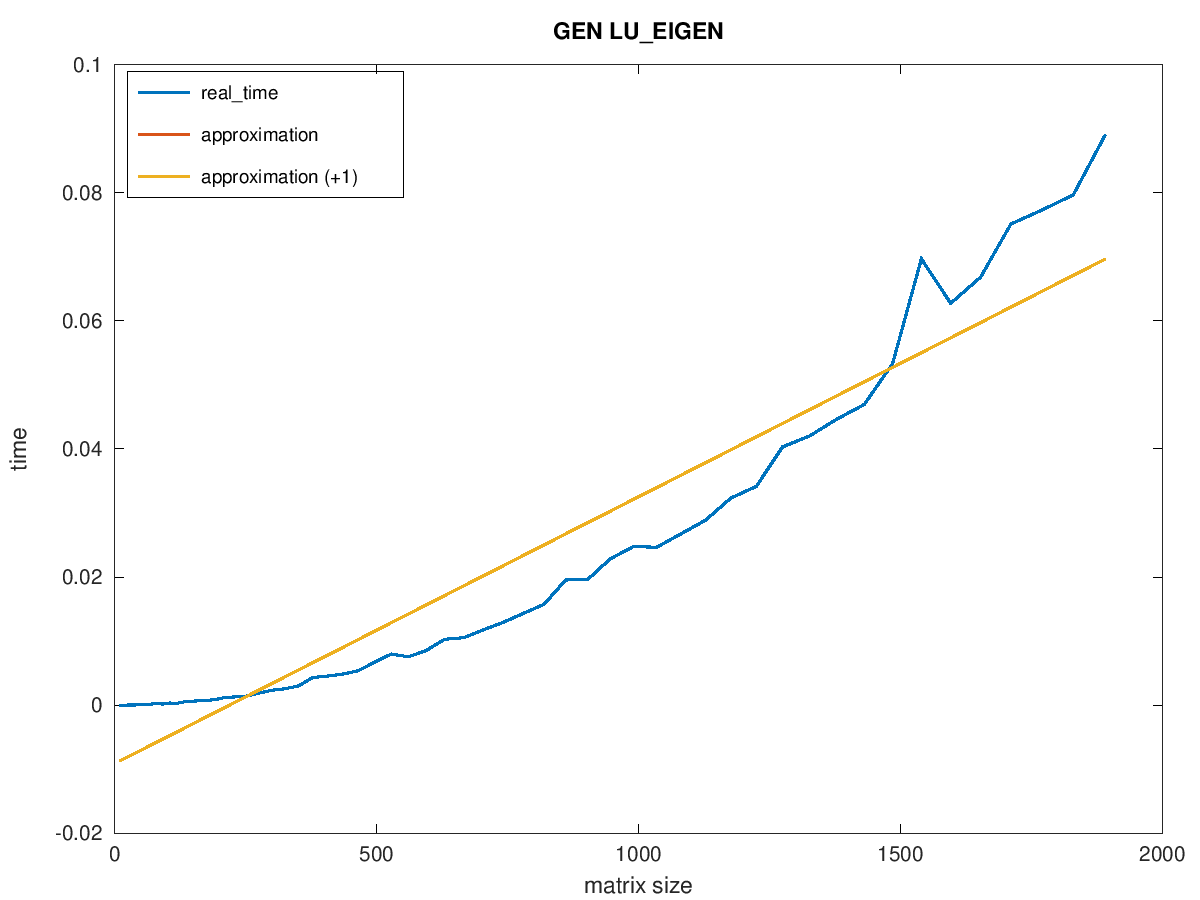 GEN LU_EIGEN
0.1
real_time
approximation
approximation (+1)
0.08
0.06
time
0.04
0.02
0
-0.02
0
500
1000
1500
2000
matrix size